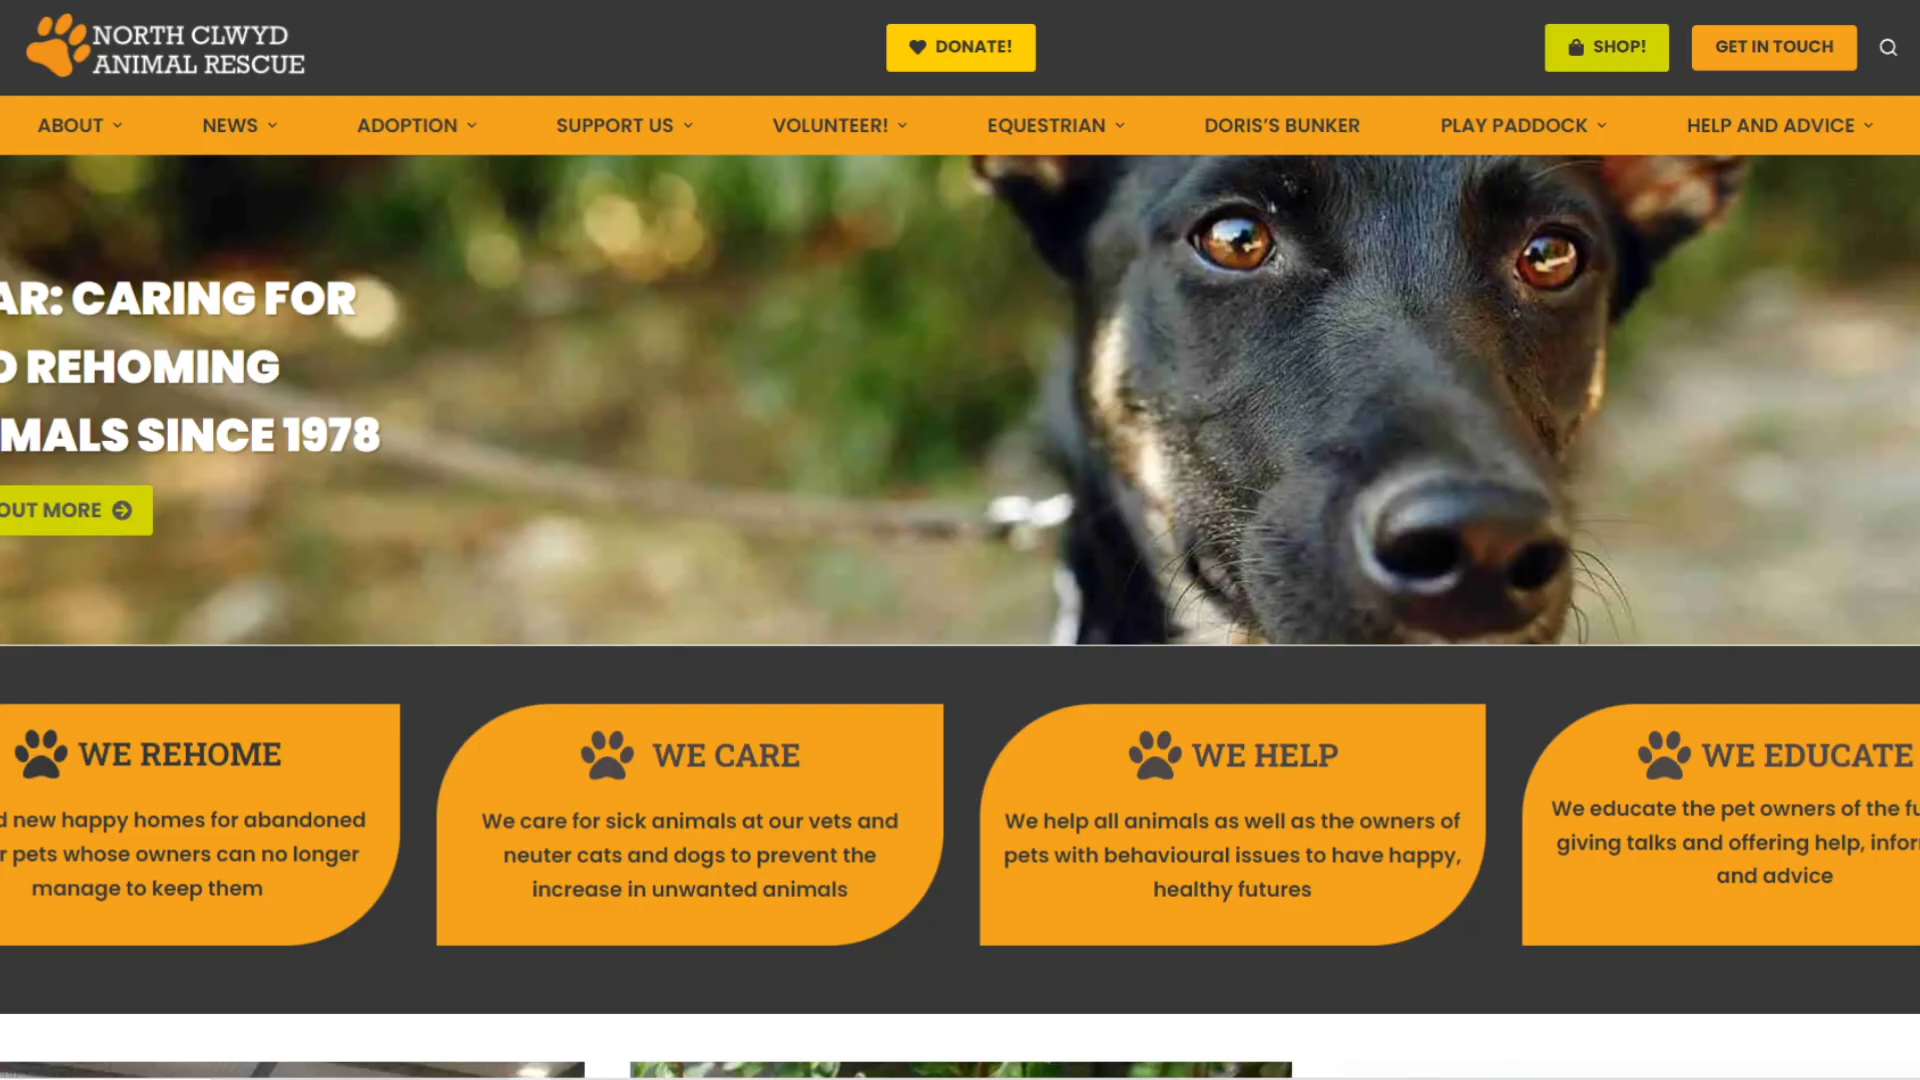 NORTH CLWYD
ANIMAL RESCUE
DONATE!
SHOP!
GET IN TOUCH
ABOUT
NEWS
ADOPTION
SUPPORT US
VOLUNTEER!
EQUESTRIAN
DORIS'S BUNKER
PLAY PADDOCK
HELP AND ADVICE
AR: CARING FOR
REHOMING
MALS SINCE 1978
OUT MORE
WE REHOME
new happy homes for abandoned
r pets whose owners can no longer
manage to keep them
WE CARE
We care for sick animals at our vets and
neuter cats and dogs to prevent the
increase in unwanted animals
WE HELP
We help all animals as well as the owners of
pets with behavioural issues to have happy,
healthy futures
WE EDUCATE
We educate the pet owners of the fu
giving talks and offering help, infor
and advice